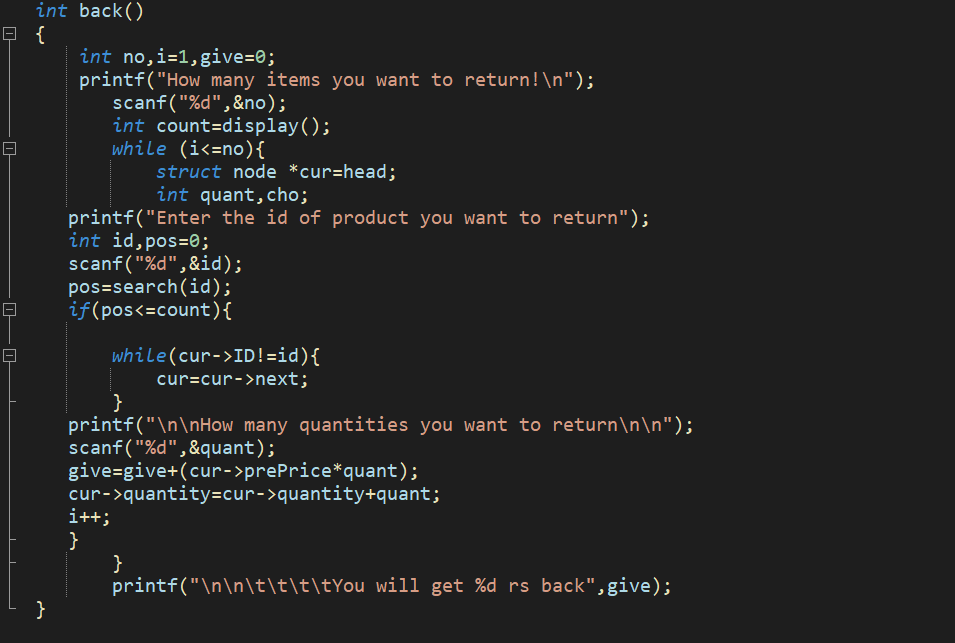 int back()
{
int no,i=1,give=0;
printf("How many items you want to return!\n");
scanf("%d",&no);
int count=display();
while (i<=no){
struct node *cur=head;
int quant,cho;
printf("Enter the id of product you want to return");
int id,pos=0;
scanf("%d",&id);
pos=search(id);
if(pos<=count){
while(cur->ID!=id){
cur=cur->next;
}
printf("\n\nHow many quantities you want to return\n\n");
scanf("%d",&quant);
give=give+(cur->prePrice*quant);
cur->quantity=cur->quantity+quant;
i++;
}
}
printf("\n\n\t\t\t\tYou will get %d rs back",give);
}